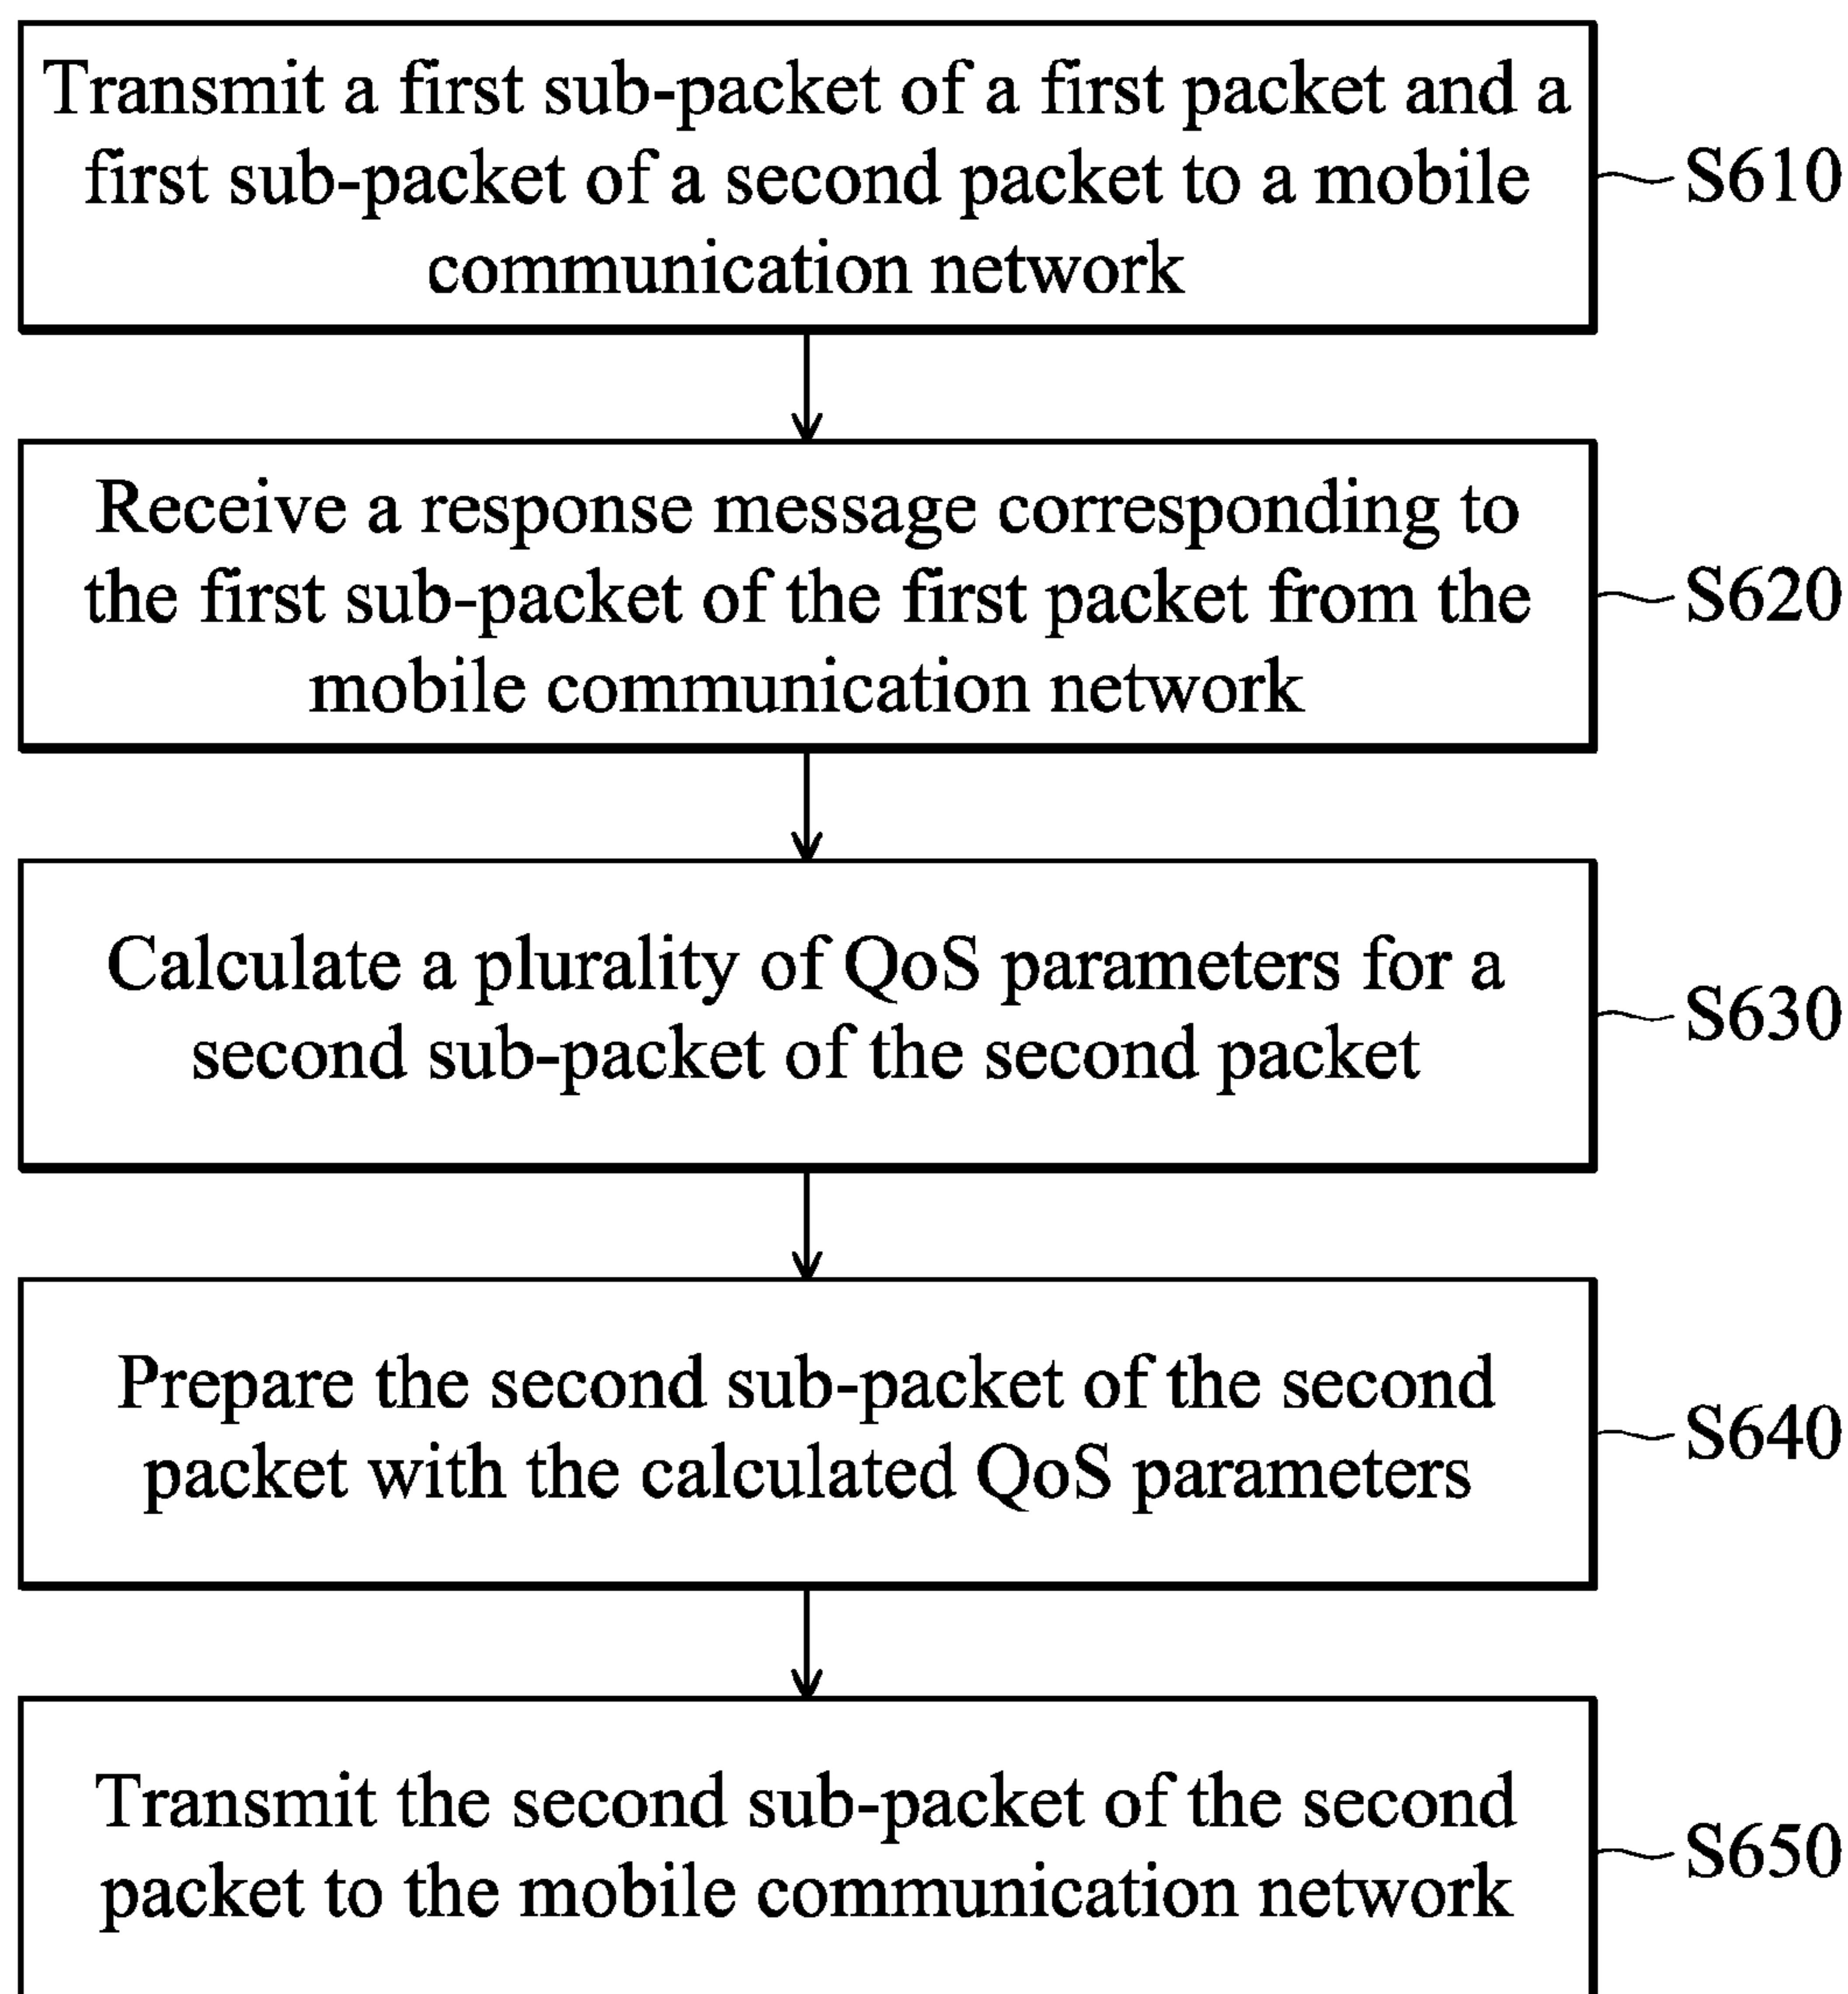 Transmit a first sub-packet of a first packet and a
first sub-packet of a second packet to a mobile
communication network
S610
Receive a response message corresponding to
the first sub-packet of the first packet from the
mobile communication network
S620
Calculate a plurality of QoS parameters for a
second sub-packet of the second packet
S630
Prepare the second sub-packet of the second
packet with the calculated QoS parameters
S640
Transmit the second sub-packet of the second
packet to the mobile communication network
S650